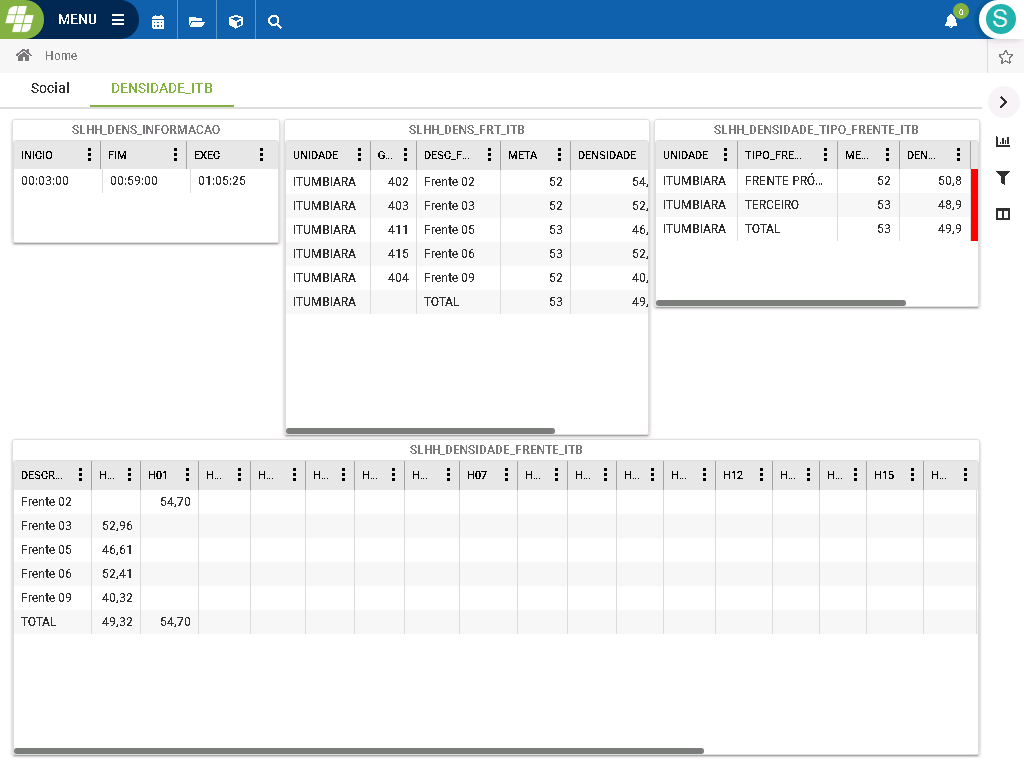 MENU
0
S
Home
Social DENSIDADE_ITB
SLHH_DENS_INFORMACAO
INICIO FIM EXEC
00:03:00 00:59:00 01:05:25
SLHH_DENS_FRT_ITB
UNIDADE G... DESC_F... META DENSIDADE
ITUMBIARA 402 Frente 02 52 54,
ITUMBIARA 403 Frente 03 52 52,
ITUMBIARA 411 Frente 05 53 46,
ITUMBIARA 415 Frente 06 53 52,
ITUMBIARA 404 Frente 09 52 40,
ITUMBIARA TOTAL 53 49,
SLHH_DENSIDADE_TIPO_FRENTE_ITB
UNIDADE TIPO_FRE... ME... DEN...
ITUMBIARA FRENTE PRÓ... 52 50,8
ITUMBIARA TERCEIRO 53 48,9
ITUMBIARA TOTAL 53 49,9
SLHH_DENSIDADE_FRENTE_ITB
DESCR... H... H01 H... H... H... H... H... H07 H... H... H... H... H12 H... H... H15 H...
Frente 02 54,70
Frente 03 52,96
Frente 05 46,61
Frente 06 52,41
Frente 09 40,32
TOTAL 49,32 54,70